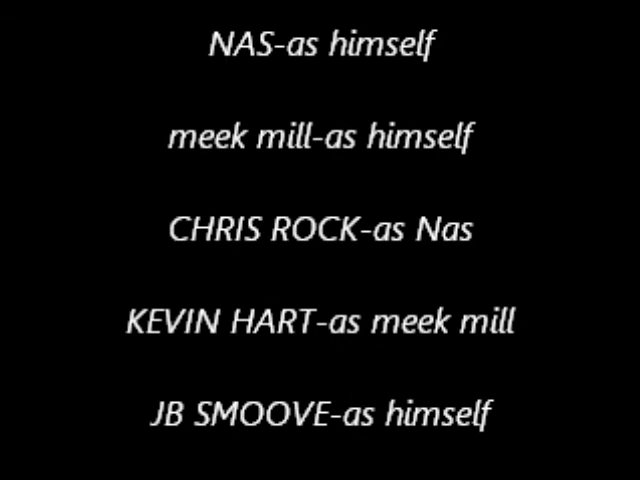 NAS-as himself
meek mill-as himself
CHRIS ROCK-as Nas
KEVIN HART-as meek mill
JB SMOOVE-as himself